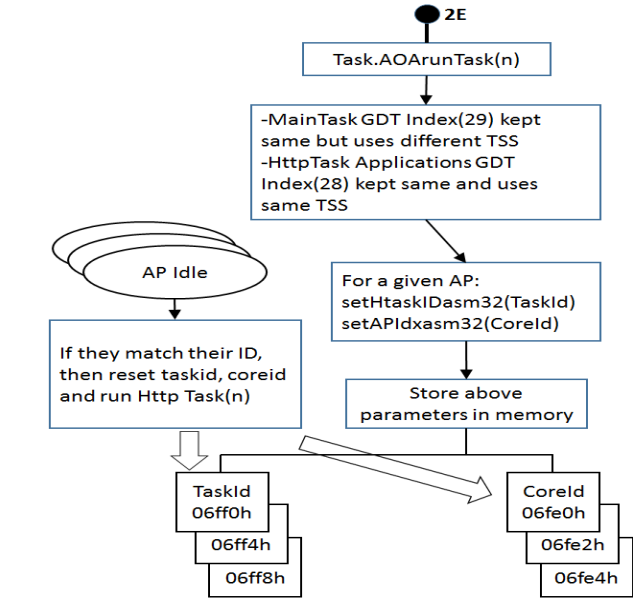 2E
Task.AOArunTask(n)
-MainTask GDT Index(29) kept
same but uses different TSS
-HttpTask Applications GDT
Index(28) kept same and uses
same TSS
AP Idle
For a given AP:
setHtaskIDasm32(TaskId)
setAPIdxasm32(CoreId)
If they match their ID,
then reset taskid, coreid
and run Http Task(n)
Store above
parameters in memory
TaskId
06ff0h
06ff4h
06ff8h
CoreId
06fe0h
06fe2h
06fe4h